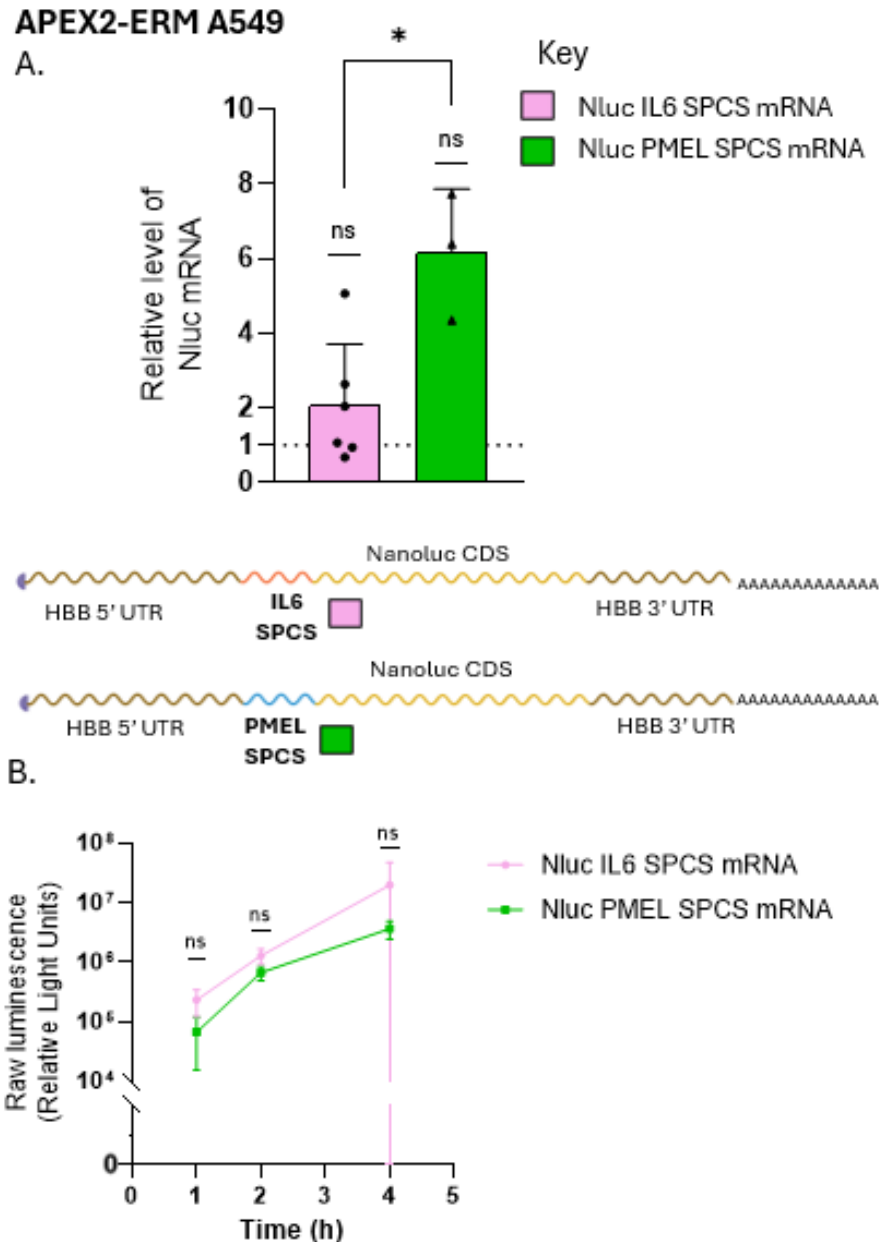 APEX2-ERM A549
A.
*
Key
Nluc IL6 SPCS mRNA
Nluc PMEL SPCS mRNA
Relative level of
Nluc mRNA
10
8
6
4
2
1
0
ns
ns
Nanoluc CDS
AAAAAAAAAAAAA
HBB 5' UTR
IL6
SPCS
HBB 3' UTR
Nanoluc CDS
AAAAAAAAAAAAA
HBB 5' UTR
PMEL
SPCS
HBB 3' UTR
B.
Raw luminescence
(Relative Light Units)
10⁸
10⁷
10⁶
10⁵
10⁴
0
ns
ns
ns
Nluc IL6 SPCS mRNA
Nluc PMEL SPCS mRNA
0 1 2 3 4 5
Time (h)